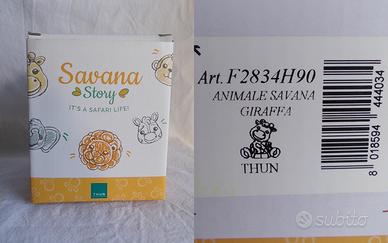 Savana
Story
IT'S A SAFARI LIFE!
THUN
Art. F2834H90
ANIMALE SAVANA
GIRAFFA
THUN
8 018594 444034
subito